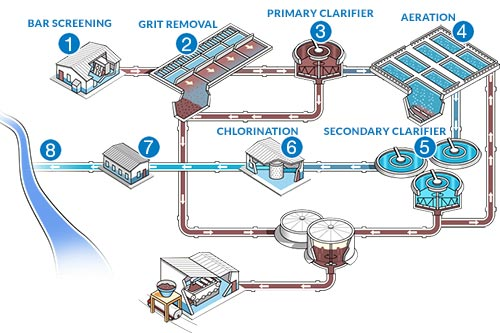 BAR SCREENING
1
GRIT REMOVAL
2
PRIMARY CLARIFIER
3
AERATION
4
SECONDARY CLARIFIER
5
CHLORINATION
6
7
8